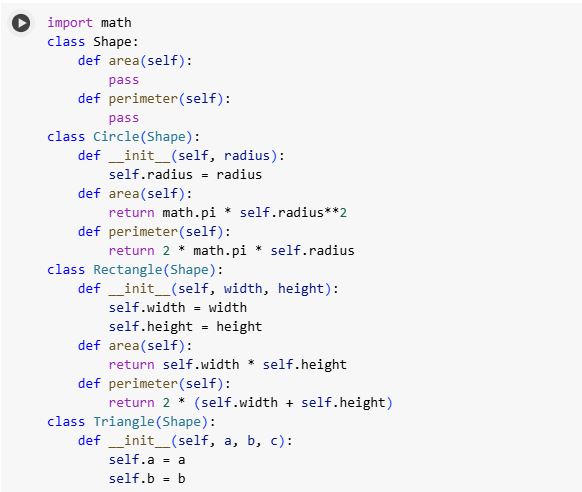 import math
class Shape:
    def area(self):
        pass
    def perimeter(self):
        pass
class Circle(Shape):
    def __init__(self, radius):
        self.radius = radius
    def area(self):
        return math.pi * self.radius**2
    def perimeter(self):
        return 2 * math.pi * self.radius
class Rectangle(Shape):
    def __init__(self, width, height):
        self.width = width
        self.height = height
    def area(self):
        return self.width * self.height
    def perimeter(self):
        return 2 * (self.width + self.height)
class Triangle(Shape):
    def __init__(self, a, b, c):
        self.a = a
        self.b = b